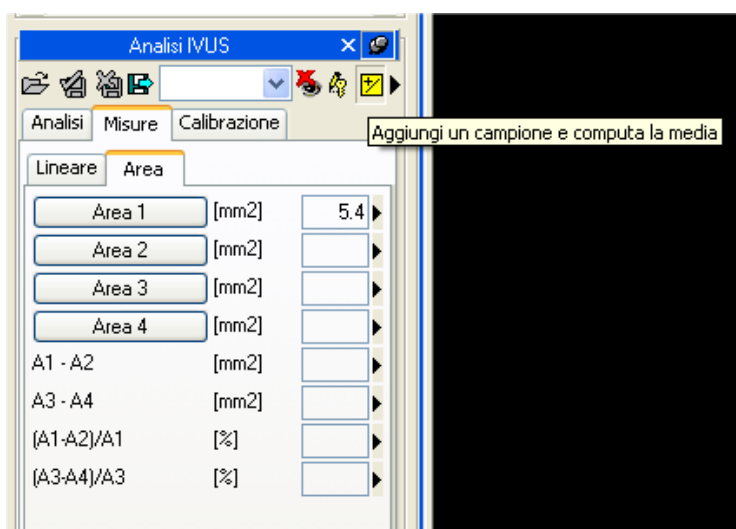 Analisi IVUS
Analisi Misure Calibrazione
Aggiungi un campione e computa la media
Lineare Area
Area 1 [mm2] 5.4
Area 2 [mm2]
Area 3 [mm2]
Area 4 [mm2]
A1 - A2 [mm2]
A3 - A4 [mm2]
(A1-A2)/A1 [%]
(A3-A4)/A3 [%]